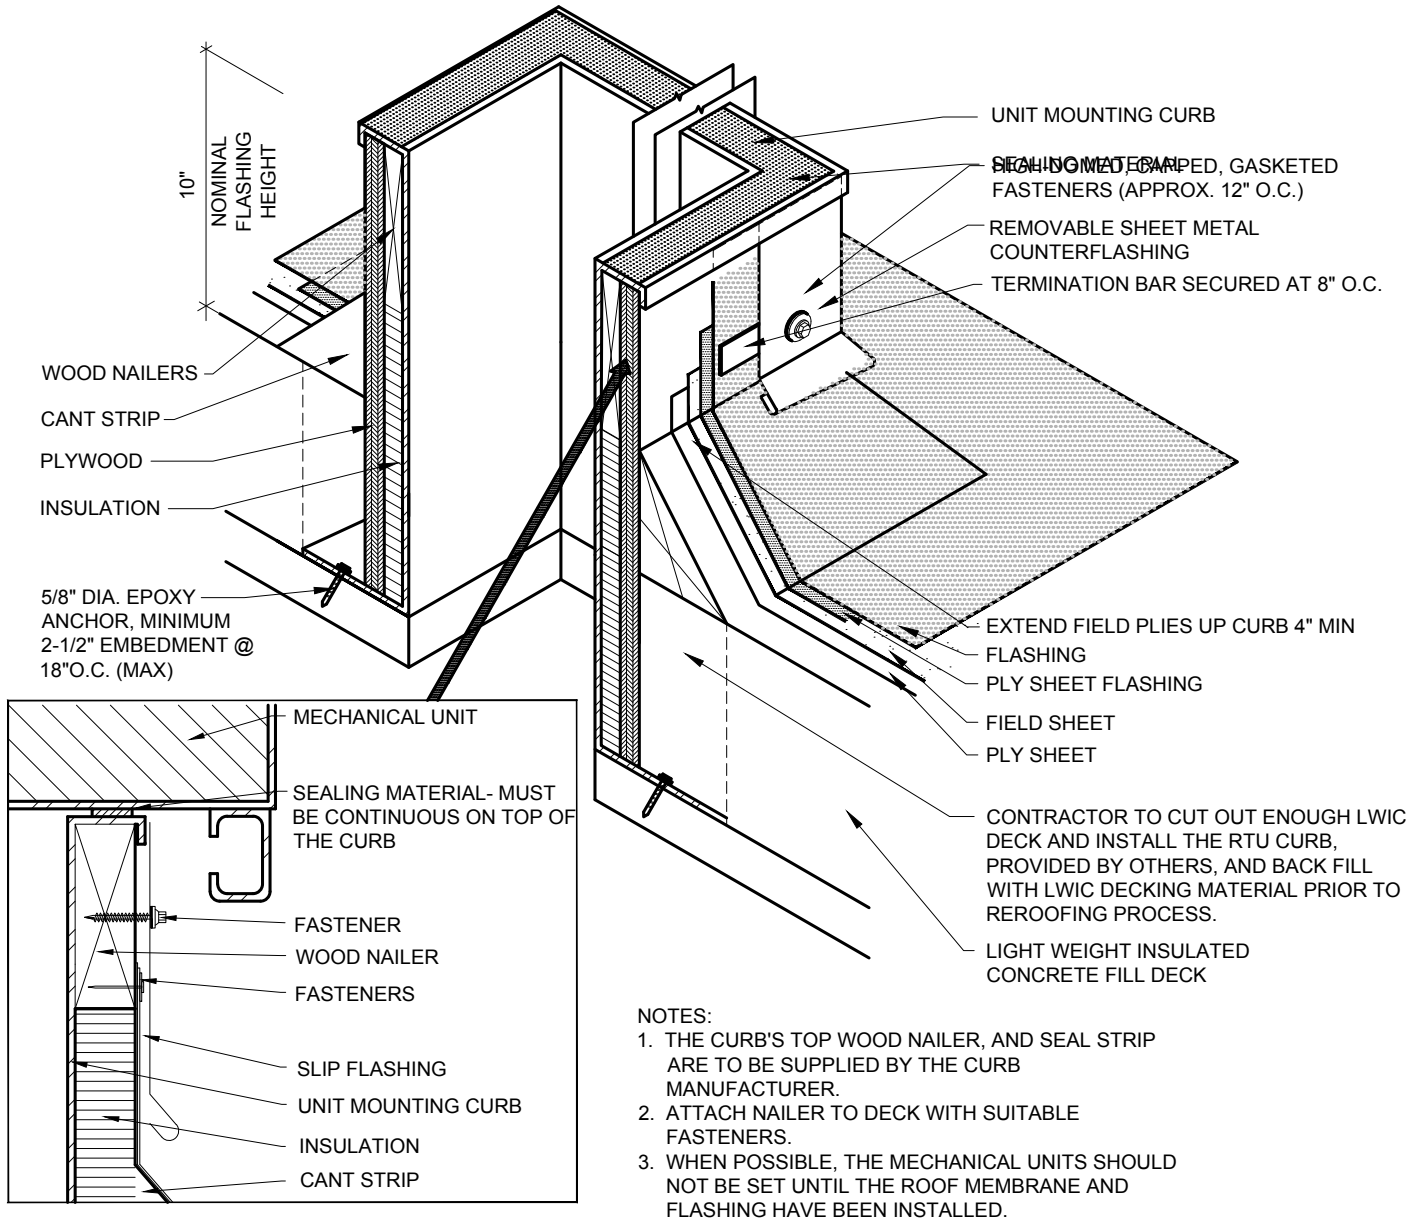 10"
NOMINAL
FLASHING
HEIGHT
UNIT MOUNTING CURB
SEALING MATERIAL
HIGH-DOMED, CAPPED, GASKETED
FASTENERS (APPROX. 12" O.C.)
REMOVABLE SHEET METAL
COUNTERFLASHING
TERMINATION BAR SECURED AT 8" O.C.
WOOD NAILERS
CANT STRIP
PLYWOOD
INSULATION
5/8" DIA. EPOXY
ANCHOR, MINIMUM
2-1/2" EMBEDMENT @
18"O.C. (MAX)
EXTEND FIELD PLIES UP CURB 4" MIN
FLASHING
PLY SHEET FLASHING
FIELD SHEET
PLY SHEET
CONTRACTOR TO CUT OUT ENOUGH LWIC
DECK AND INSTALL THE RTU CURB,
PROVIDED BY OTHERS, AND BACK FILL
WITH LWIC DECKING MATERIAL PRIOR TO
REROOFING PROCESS.
LIGHT WEIGHT INSULATED
CONCRETE FILL DECK
MECHANICAL UNIT
SEALING MATERIAL- MUST
BE CONTINUOUS ON TOP OF
THE CURB
FASTENER
WOOD NAILER
FASTENERS
SLIP FLASHING
UNIT MOUNTING CURB
INSULATION
CANT STRIP
NOTES:
1. THE CURB'S TOP WOOD NAILER, AND SEAL STRIP
ARE TO BE SUPPLIED BY THE CURB
MANUFACTURER.
2. ATTACH NAILER TO DECK WITH SUITABLE
FASTENERS.
3. WHEN POSSIBLE, THE MECHANICAL UNITS SHOULD
NOT BE SET UNTIL THE ROOF MEMBRANE AND
FLASHING HAVE BEEN INSTALLED.